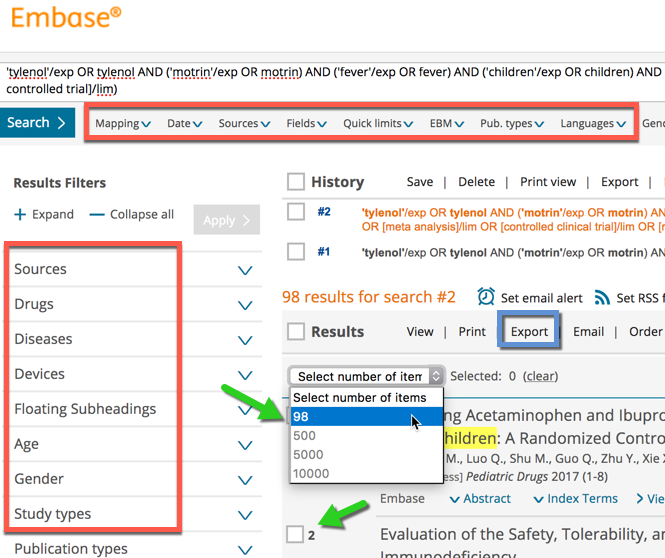 Embase®
'tylenol'/exp OR tylenol AND ('motrin'/exp OR motrin) AND ('fever'/exp OR fever) AND ('children'/exp OR children) AND
controlled trial]/lim)
Search > Mapping Date Sources Fields Quick limits EBM Pub. types Languages
Results Filters
+ Expand — Collapse all Apply >
Sources
Drugs
Diseases
Devices
Floating Subheadings
Age
Gender
Study types
Publication types
History Save | Delete | Print view | Export |
#2 'tylenol'/exp OR tylenol AND ('motrin'/exp OR motrin) AN
OR [meta analysis]/lim OR [controlled clinical trial]/lim OR [r
#1 'tylenol'/exp OR tylenol AND ('motrin'/exp OR motrin) AN
98 results for search #2 Set email alert Set RSS f
Results View | Print | Export | Email | Order
Select number of item Selected: 0 (clear)
Select number of items
98
500
5000
10000
ng Acetaminophen and Ibupro
hildren: A Randomized Contro
M., Luo Q., Shu M., Guo Q., Zhu Y., Xie X
ess] Pediatric Drugs 2017 (1-8)
Embase Abstract Index Terms > Vie
2 Evaluation of the Safety, Tolerability, an
Immunodeficiency